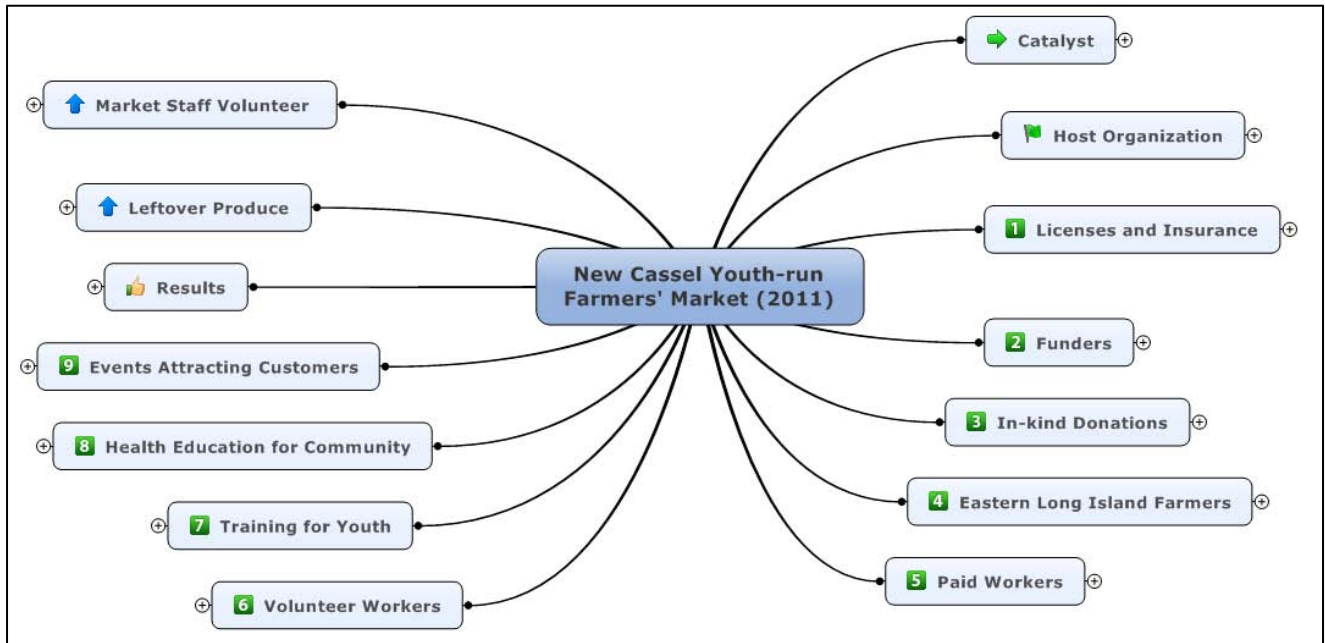 New Cassel Youth-run
Farmers' Market (2011)
Catalyst
Host Organization
1 Licenses and Insurance
2 Funders
3 In-kind Donations
4 Eastern Long Island Farmers
5 Paid Workers
6 Volunteer Workers
7 Training for Youth
8 Health Education for Community
9 Events Attracting Customers
Results
Leftover Produce
Market Staff Volunteer